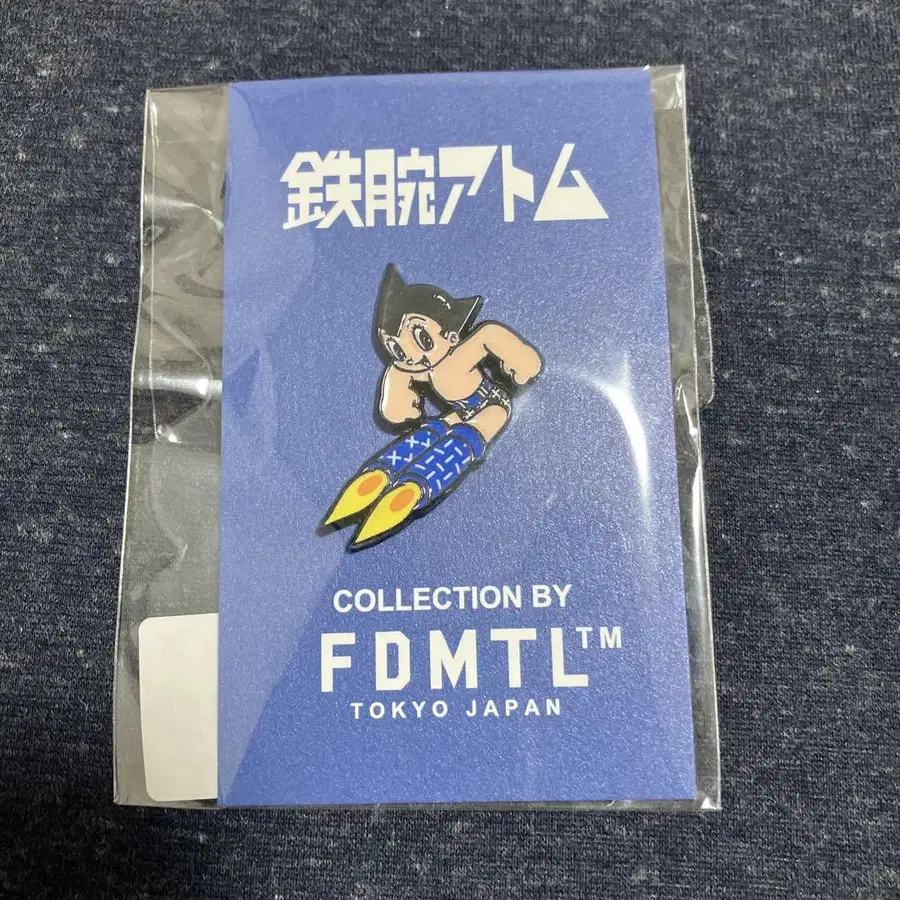 鉄腕アトム
COLLECTION BY
FDMTL™
TOKYO JAPAN